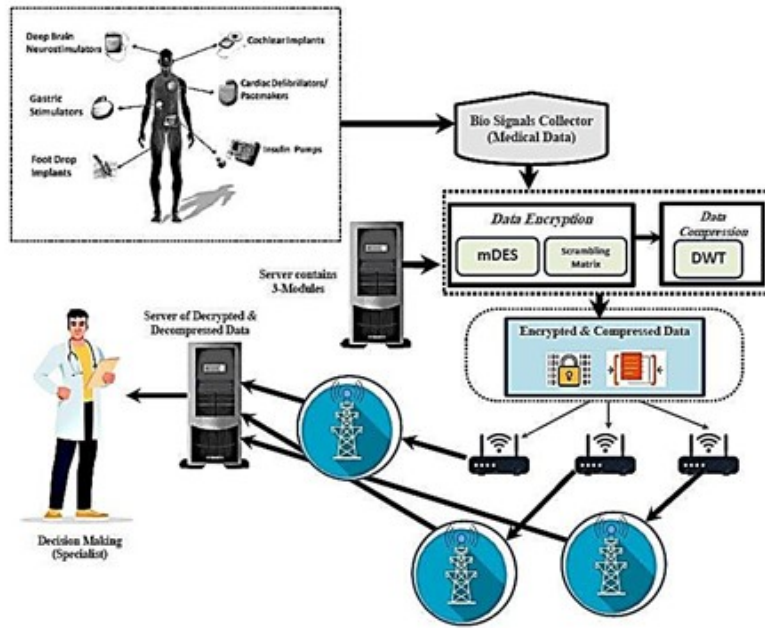 Deep Brain
Neurostimulators
Cochlear Implants
Gastric
Stimulators
Cardiac Defibrillators/
Pacemakers
Foot Drop
Implants
Insulin Pumps
Bio Signals Collector
(Medical Data)
Data Encryption
mDES
Scrambling
Matrix
Data
Compession
DWT
Server contains
3-Modules
Encrypted & Compressed Data
Server of Decrypted &
Decompressed Data
Decision Making
(Specialist)